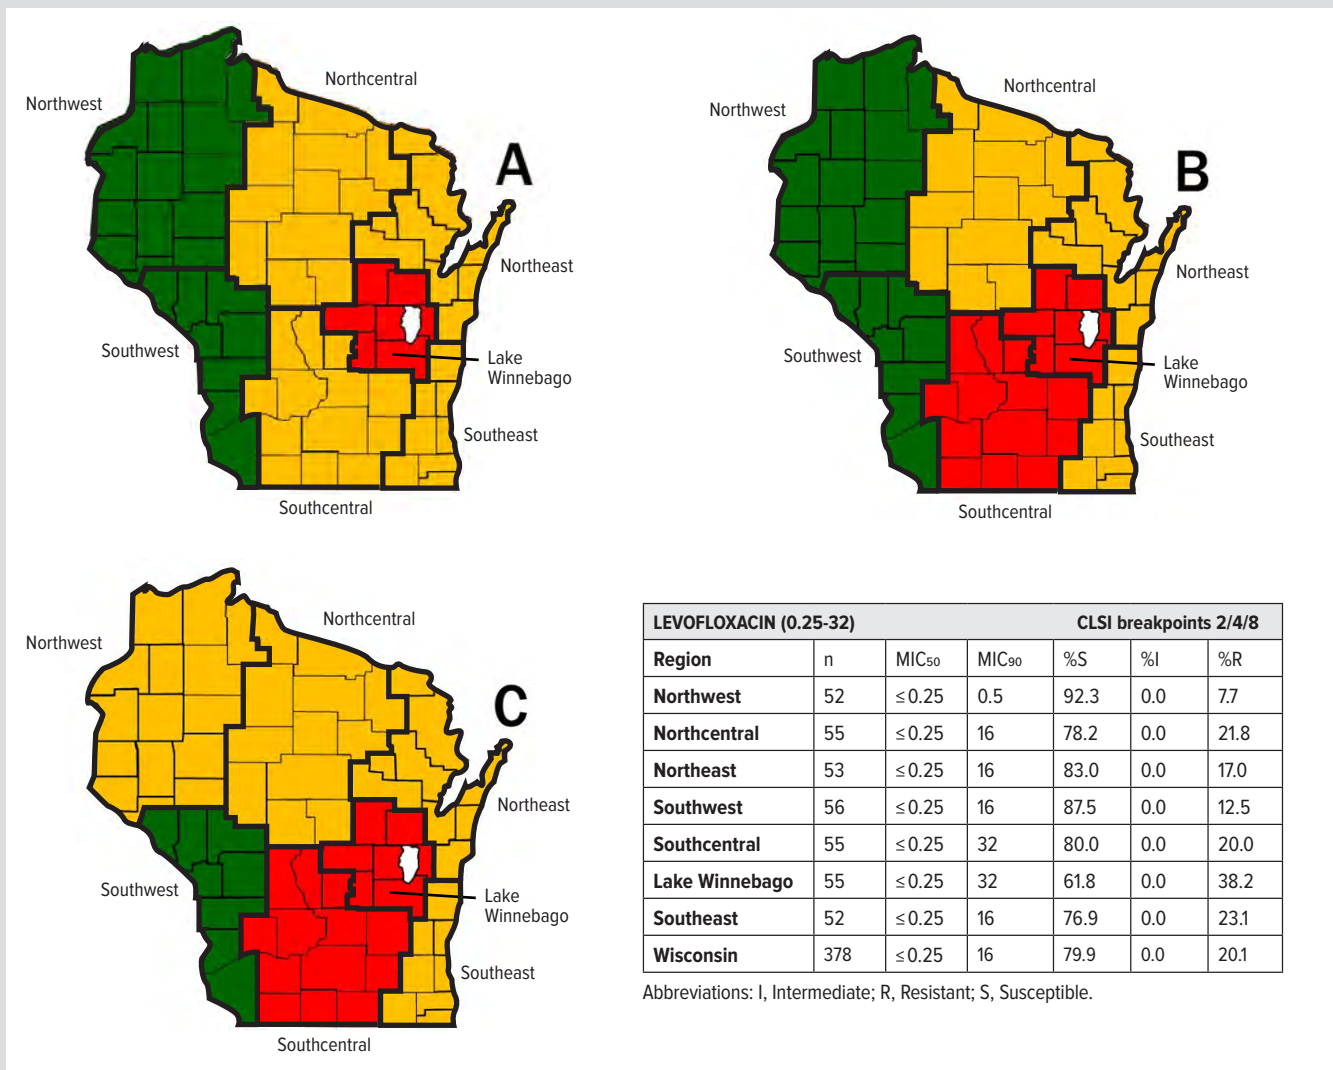 Northcentral
Northwest
A
Northeast
Southwest
Lake
Winnebago
Southeast
Southcentral
Northcentral
Northwest
B
Northeast
Southwest
Lake
Winnebago
Southeast
Southcentral
Northcentral
Northwest
C
Northeast
Southwest
Lake
Winnebago
Southeast
Southcentral
LEVOFLOXACIN (0.25-32) CLSI breakpoints 2/4/8
Region n MIC50 MIC90 %S %I %R
Northwest 52 ≤0.25 0.5 92.3 0.0 7.7
Northcentral 55 ≤0.25 16 78.2 0.0 21.8
Northeast 53 ≤0.25 16 83.0 0.0 17.0
Southwest 56 ≤0.25 16 87.5 0.0 12.5
Southcentral 55 ≤0.25 32 80.0 0.0 20.0
Lake Winnebago 55 ≤0.25 32 61.8 0.0 38.2
Southeast 52 ≤0.25 16 76.9 0.0 23.1
Wisconsin 378 ≤0.25 16 79.9 0.0 20.1
Abbreviations: I, Intermediate; R, Resistant; S, Susceptible.